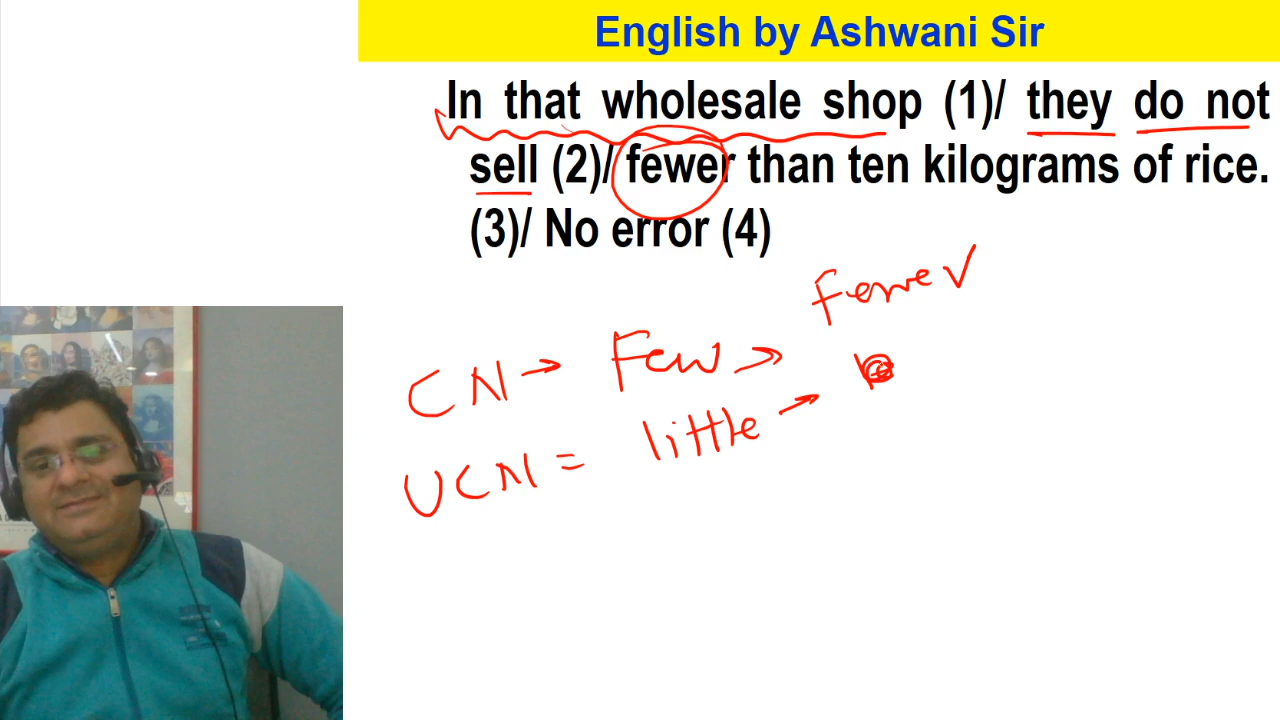 English by Ashwani Sir
In that wholesale shop (1)/ they do not
sell (2)/ fewer than ten kilograms of rice.
(3)/ No error (4)
Fewer
CN → Few →
UCN = little →